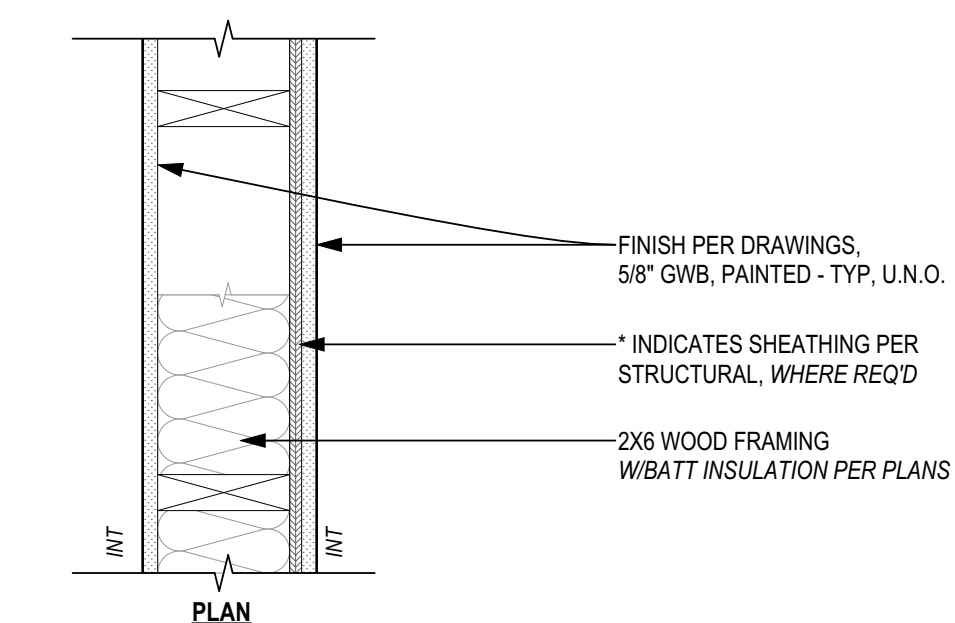 FINISH PER DRAWINGS,
5/8" GWB, PAINTED - TYP, U.N.O.
* INDICATES SHEATHING PER
STRUCTURAL, WHERE REQ'D
2X6 WOOD FRAMING
W/BATT INSULATION PER PLANS
INT
INT
PLAN